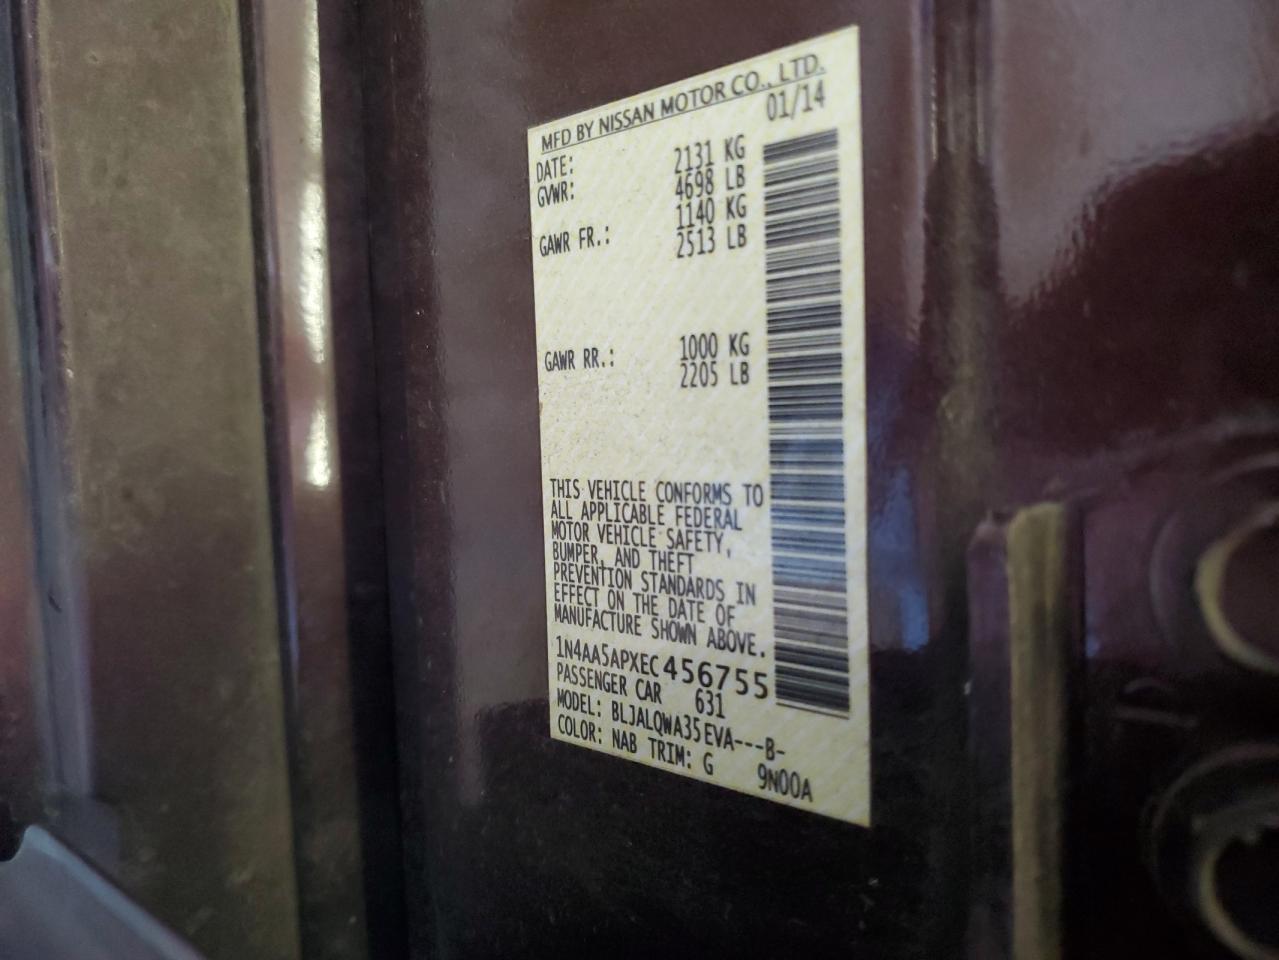 MFD BY NISSAN MOTOR CO., LTD.
DATE: 01/14
GVWR: 2131 KG
4698 LB
GAWR FR.: 1140 KG
2513 LB
GAWR RR.: 1000 KG
2205 LB
THIS VEHICLE CONFORMS TO
ALL APPLICABLE FEDERAL
MOTOR VEHICLE SAFETY,
BUMPER, AND THEFT
PREVENTION STANDARDS IN
EFFECT ON THE DATE OF
MANUFACTURE SHOWN ABOVE.
1N4AA5APXEC456755
PASSENGER CAR 631
MODEL: BLJALQWA35EVA---B-
COLOR: NAB TRIM: G 9N00A